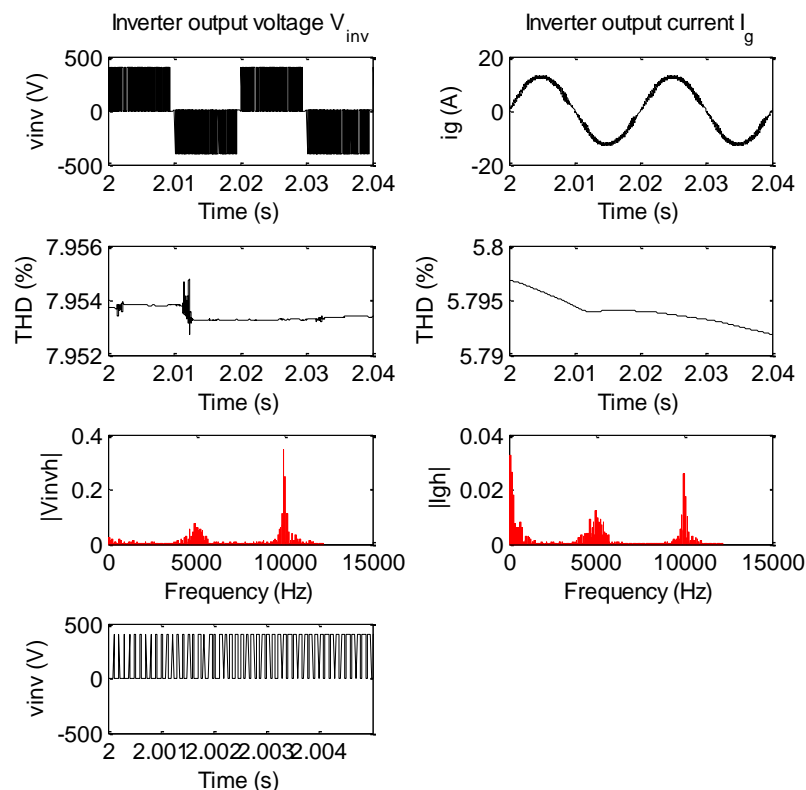 Inverter output voltage V_inv
500
0
-500
vinv (V)
2 2.01 2.02 2.03 2.04
Time (s)
Inverter output current I_g
20
0
-20
ig (A)
2 2.01 2.02 2.03 2.04
Time (s)
7.956
7.954
7.952
THD (%)
2 2.01 2.02 2.03 2.04
Time (s)
5.8
5.795
5.79
THD (%)
2 2.01 2.02 2.03 2.04
Time (s)
0.4
0.2
0
|Vinvh|
0 5000 10000 15000
Frequency (Hz)
0.04
0.02
0
|Igh|
0 5000 10000 15000
Frequency (Hz)
500
0
-500
vinv (V)
2 2.001 2.002 2.003 2.004
Time (s)